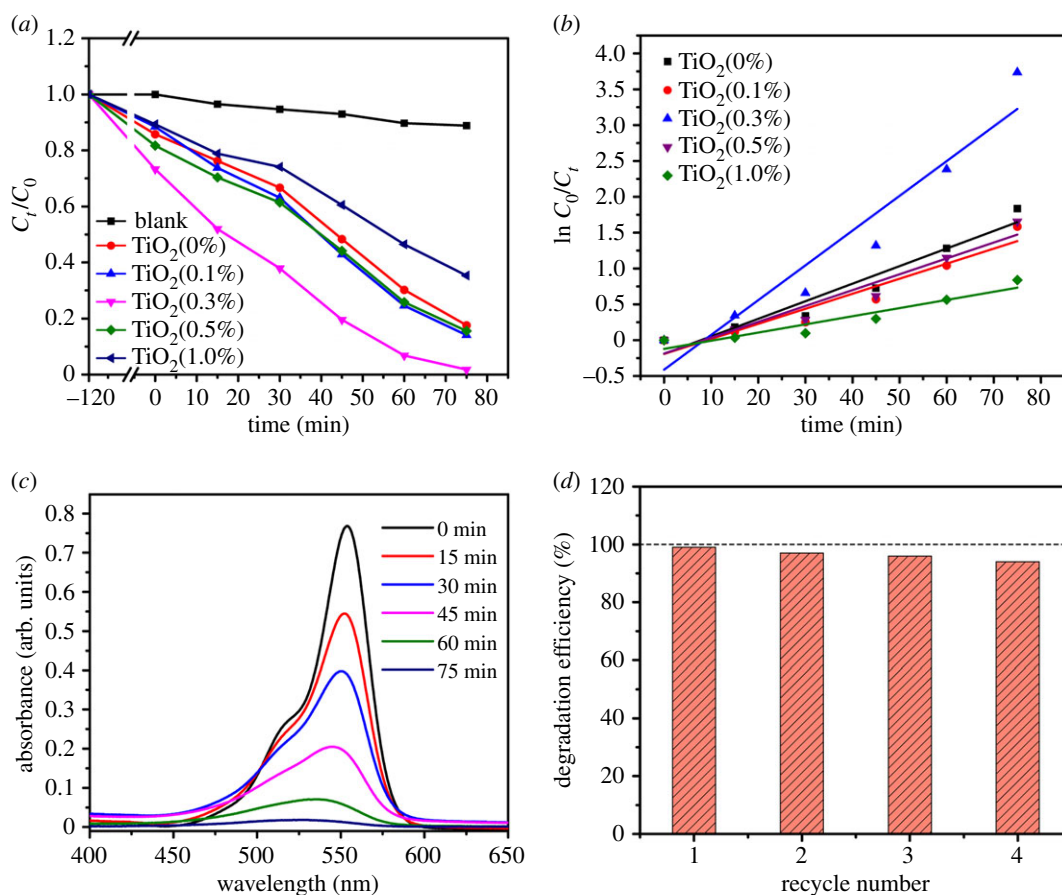 (a)
1.2
1.0
0.8
0.6
0.4
0.2
0
C_t/C_0
blank
TiO2(0%)
TiO2(0.1%)
TiO2(0.3%)
TiO2(0.5%)
TiO2(1.0%)
–120 0 10 20 30 40 50 60 70 80
time (min)
(b)
4.0
3.5
3.0
2.5
2.0
1.5
1.0
0.5
0
–0.5
ln C_0/C_t
TiO2(0%)
TiO2(0.1%)
TiO2(0.3%)
TiO2(0.5%)
TiO2(1.0%)
0 10 20 30 40 50 60 70 80
time (min)
(c)
0.8
0.7
0.6
0.5
0.4
0.3
0.2
0.1
0
absorbance (arb. units)
0 min
15 min
30 min
45 min
60 min
75 min
400 450 500 550 600 650
wavelength (nm)
(d)
120
100
80
60
40
20
0
degradation efficiency (%)
1 2 3 4
recycle number